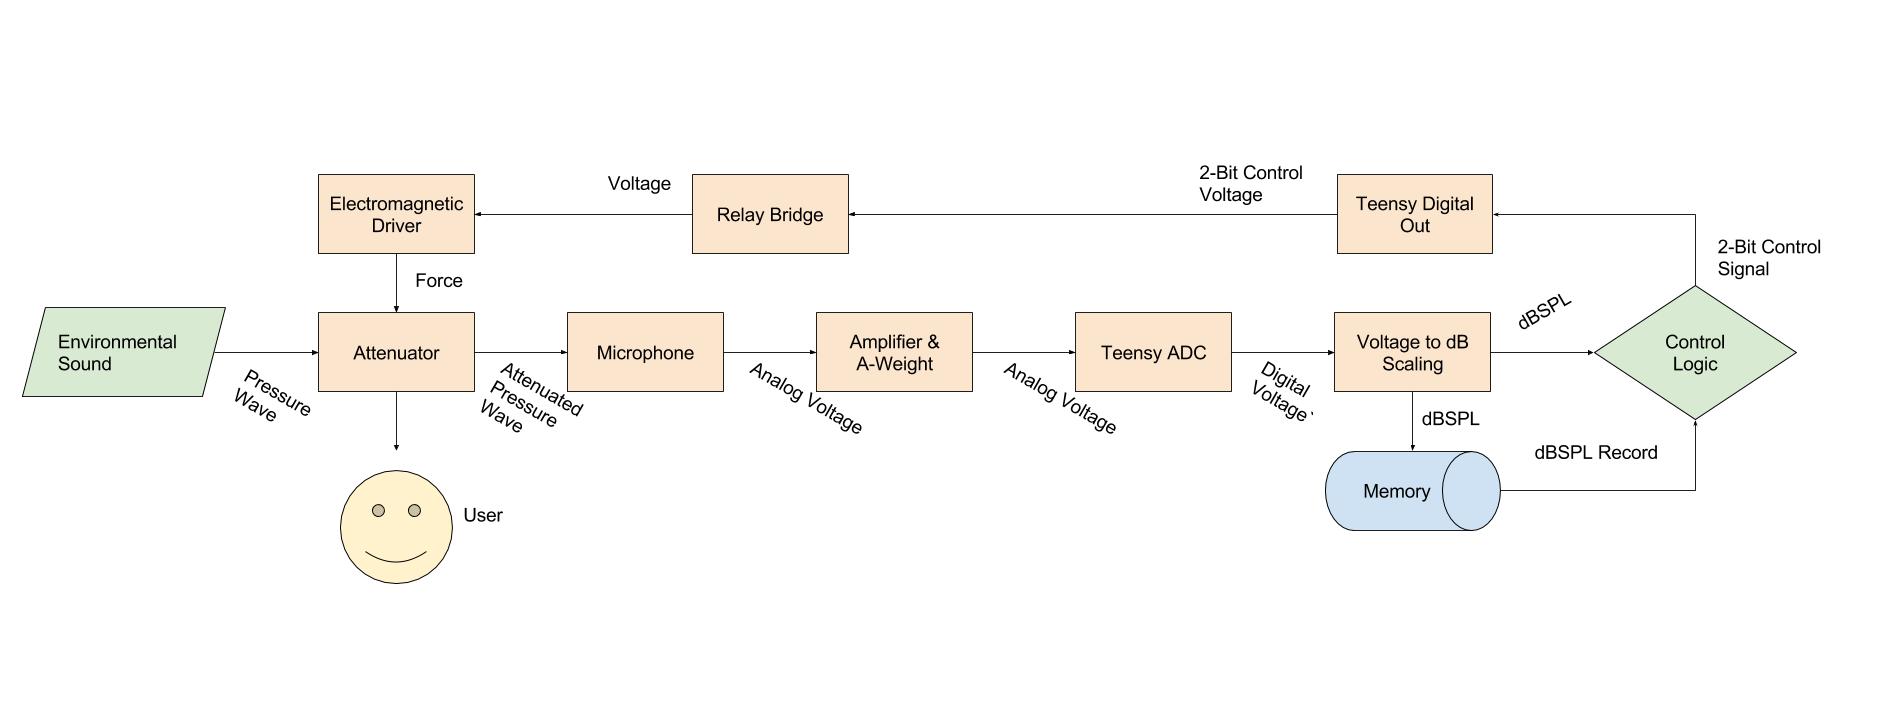 2-Bit Control
Voltage
Voltage
Electromagnetic
Driver
Relay Bridge
Teensy Digital
Out
2-Bit Control
Signal
Force
dBSPL
Environmental
Sound
Attenuator
Microphone
Amplifier &
A-Weight
Teensy ADC
Voltage to dB
Scaling
Control
Logic
Pressure
Wave
Attenuated
Pressure
Wave
Analog Voltage
Analog Voltage
Digital
Voltage`
dBSPL
dBSPL Record
Memory
User